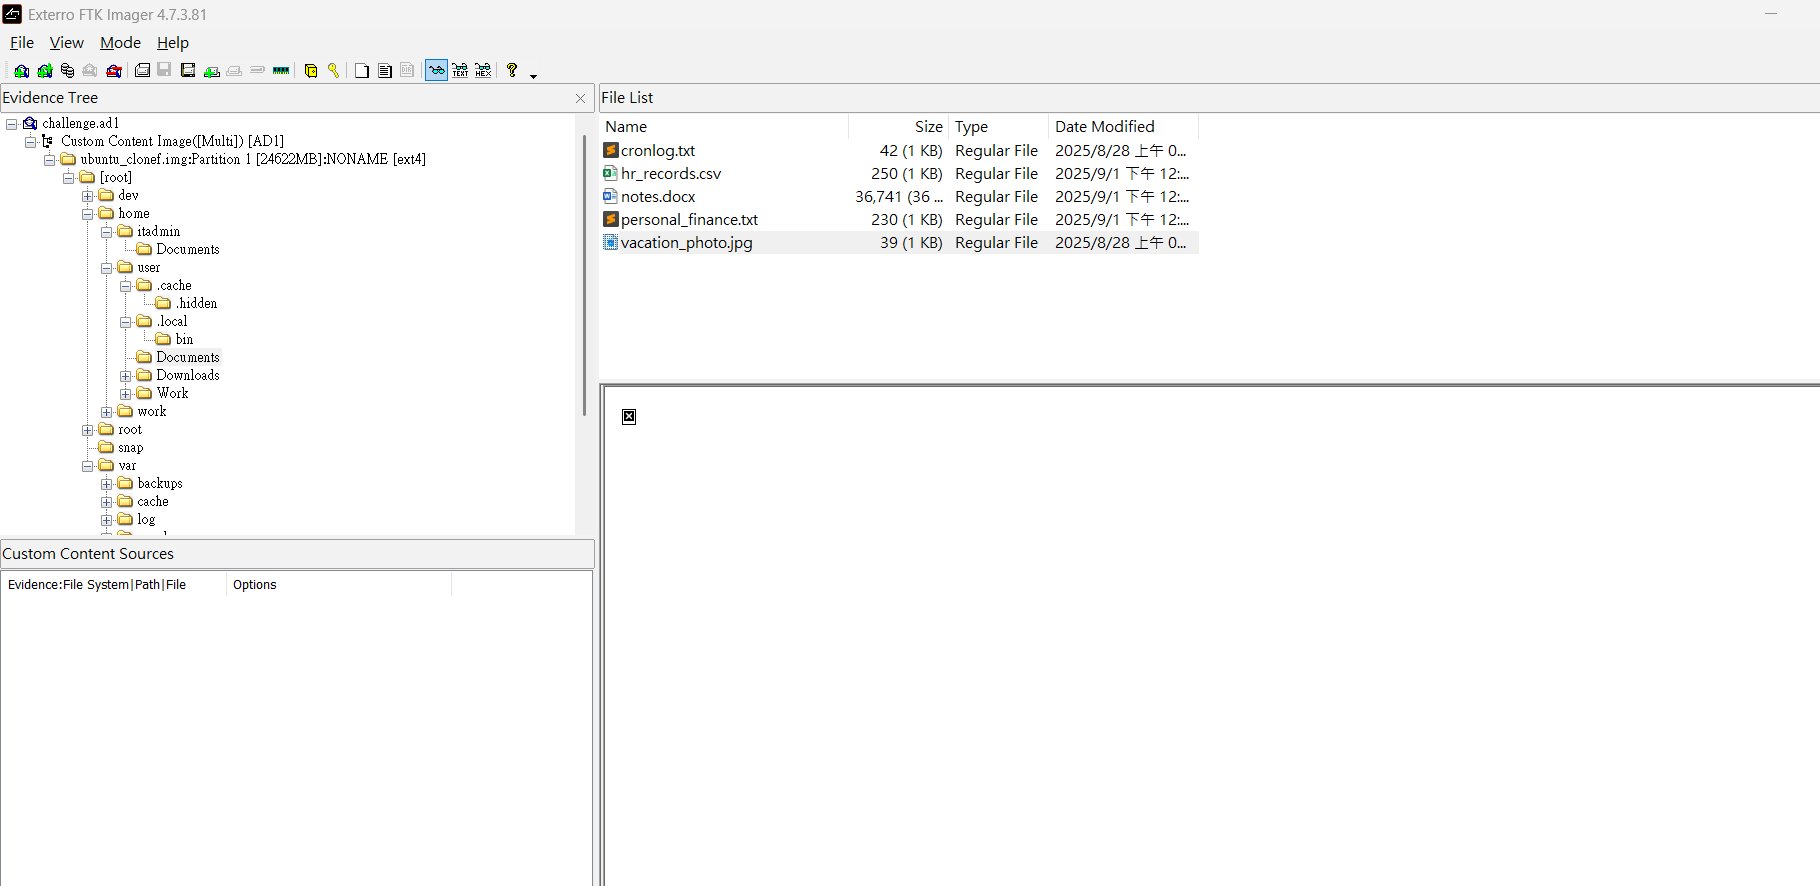 Exterro FTK Imager 4.7.3.81
File View Mode Help
Evidence Tree
challenge.ad1
Custom Content Image([Multi]) [AD1]
ubuntu_clonef.img:Partition 1 [24622MB]:NONAME [ext4]
[root]
dev
home
itadmin
Documents
user
.cache
.hidden
.local
bin
Documents
Downloads
Work
work
root
snap
var
backups
cache
log
Custom Content Sources
Evidence:File System|Path|File Options
File List
Name Size Type Date Modified
cronlog.txt 42 (1 KB) Regular File 2025/8/28 上午 0...
hr_records.csv 250 (1 KB) Regular File 2025/9/1 下午 12:...
notes.docx 36,741 (36 ... Regular File 2025/9/1 下午 12:...
personal_finance.txt 230 (1 KB) Regular File 2025/9/1 下午 12:...
vacation_photo.jpg 39 (1 KB) Regular File 2025/8/28 上午 0...